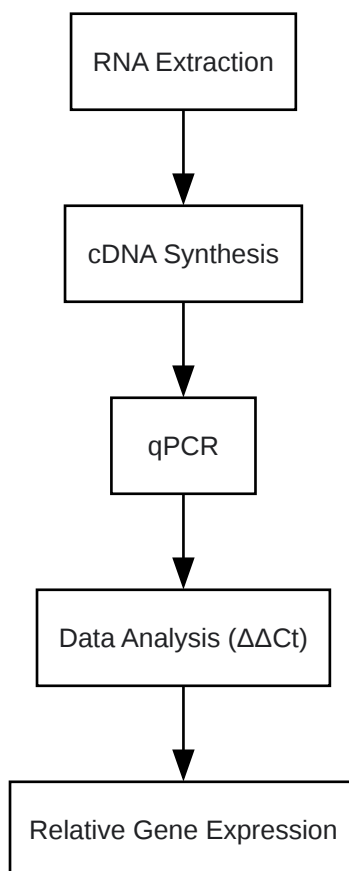 RNA Extraction
cDNA Synthesis
qPCR
Data Analysis (ΔΔCt)
Relative Gene Expression